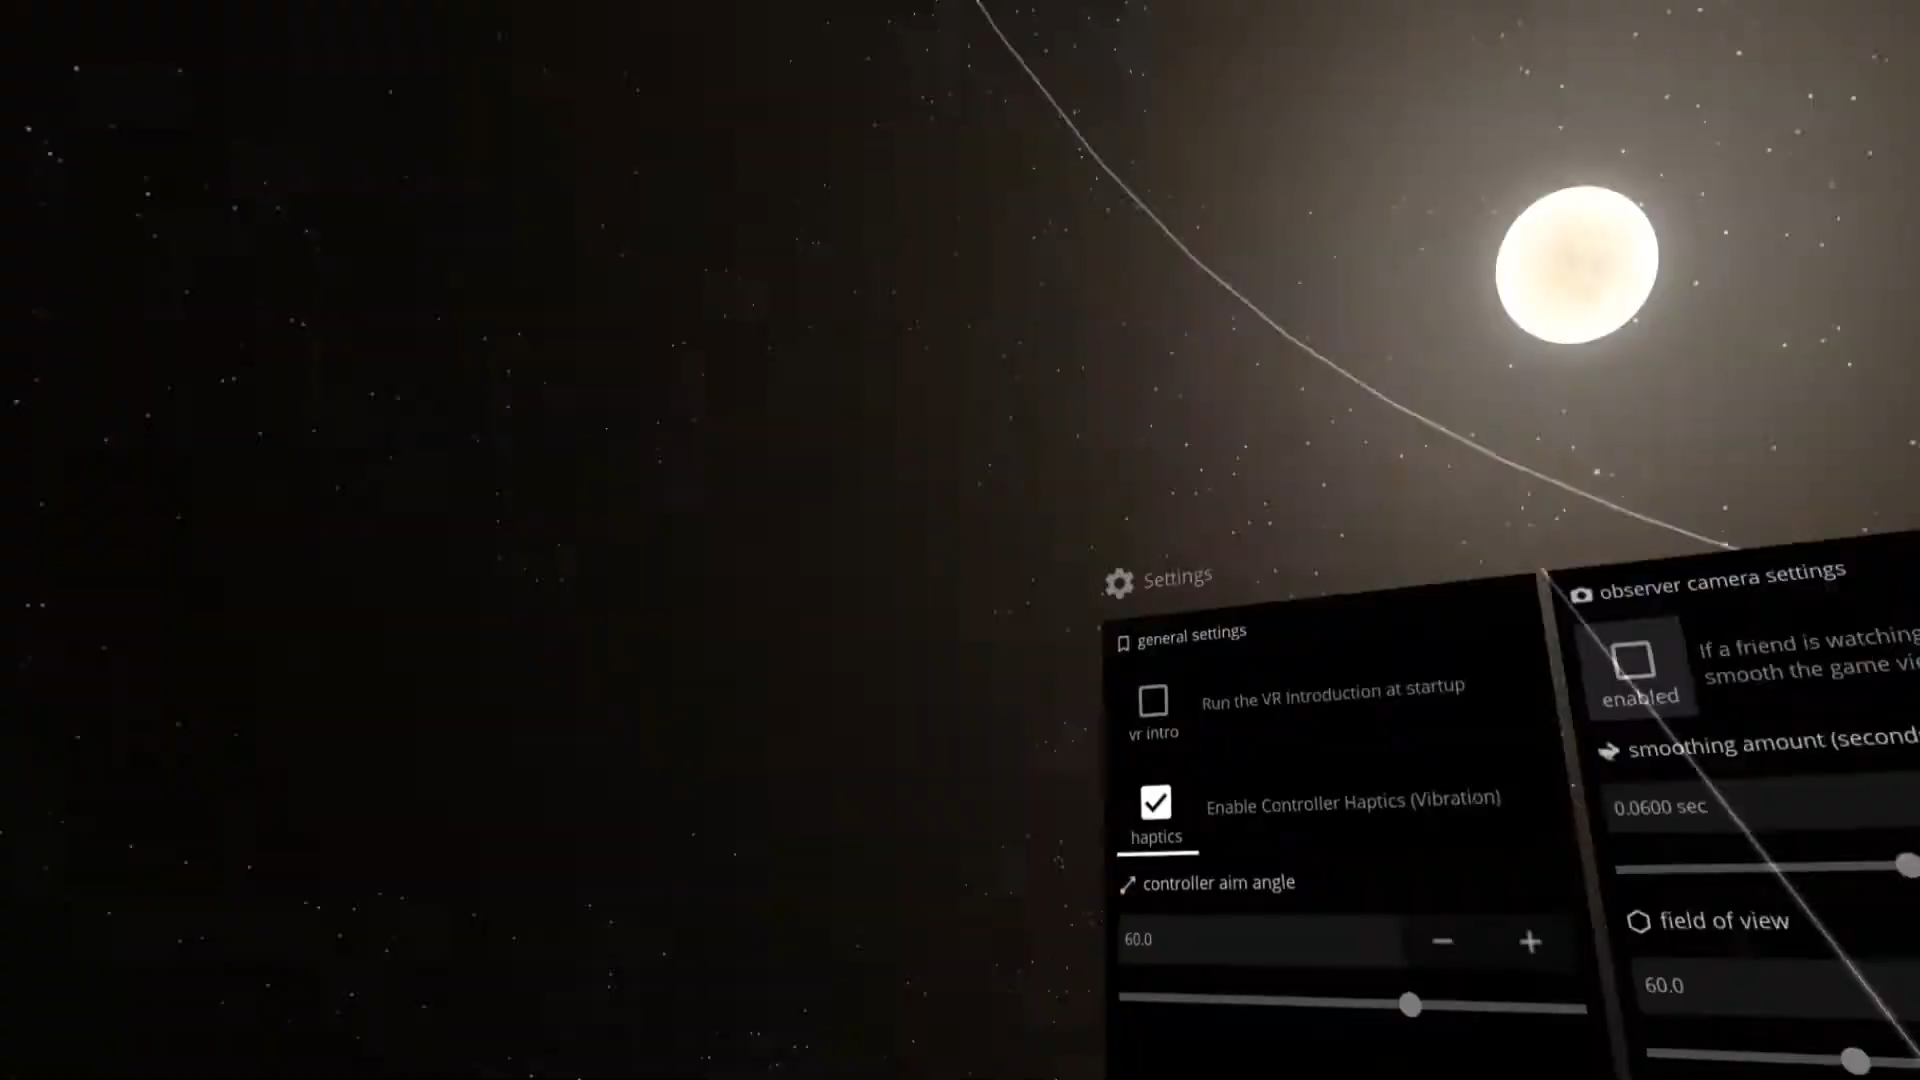 Settings
general settings
vr intro
Run the VR Introduction at startup
haptics
Enable Controller Haptics (Vibration)
controller aim angle
60.0
observer camera settings
enabled
If a friend is watching
smooth the game
smoothing amount
0.0600 sec
field of view
60.0